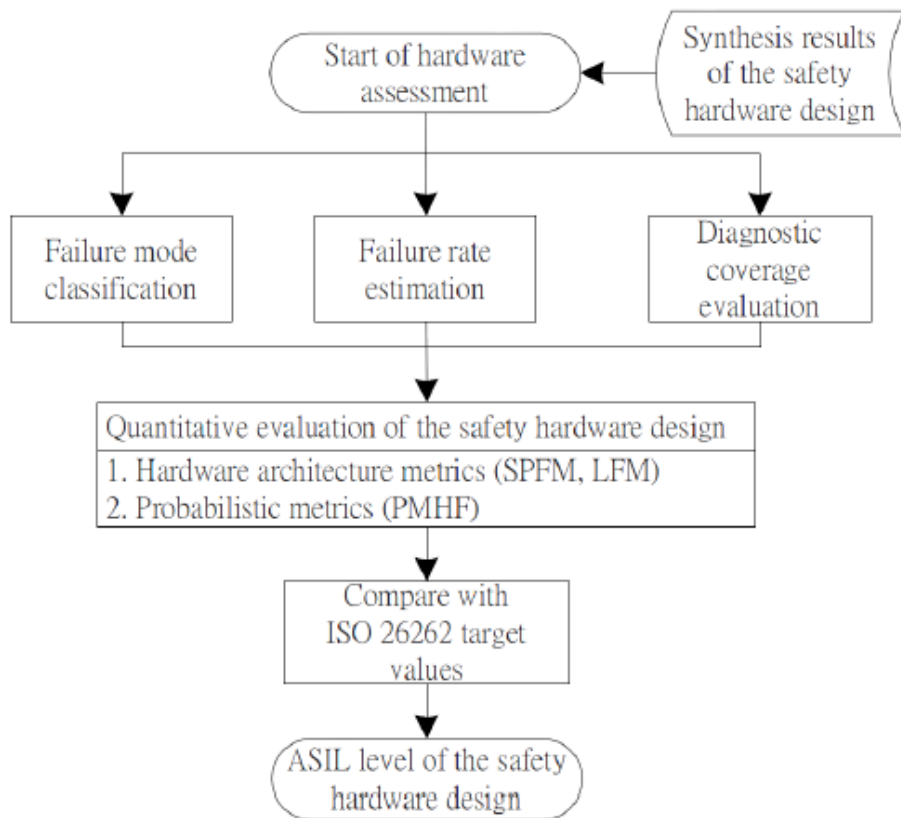 Start of hardware
assessment
Synthesis results
of the safety
hardware design
Failure mode
classification
Failure rate
estimation
Diagnostic
coverage
evaluation
Quantitative evaluation of the safety hardware design
1. Hardware architecture metrics (SPFM, LFM)
2. Probabilistic metrics (PMHF)
Compare with
ISO 26262 target
values
ASIL level of the safety
hardware design